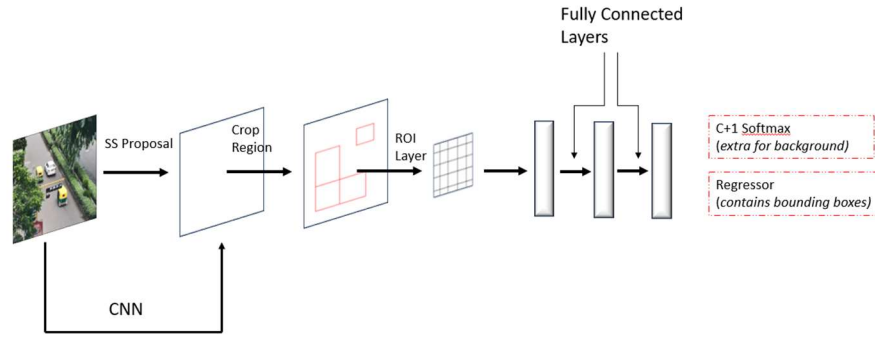 Fully Connected
Layers
SS Proposal
Crop
Region
ROI
Layer
CNN
C+1 Softmax
(extra for background)
Regressor
(contains bounding boxes)